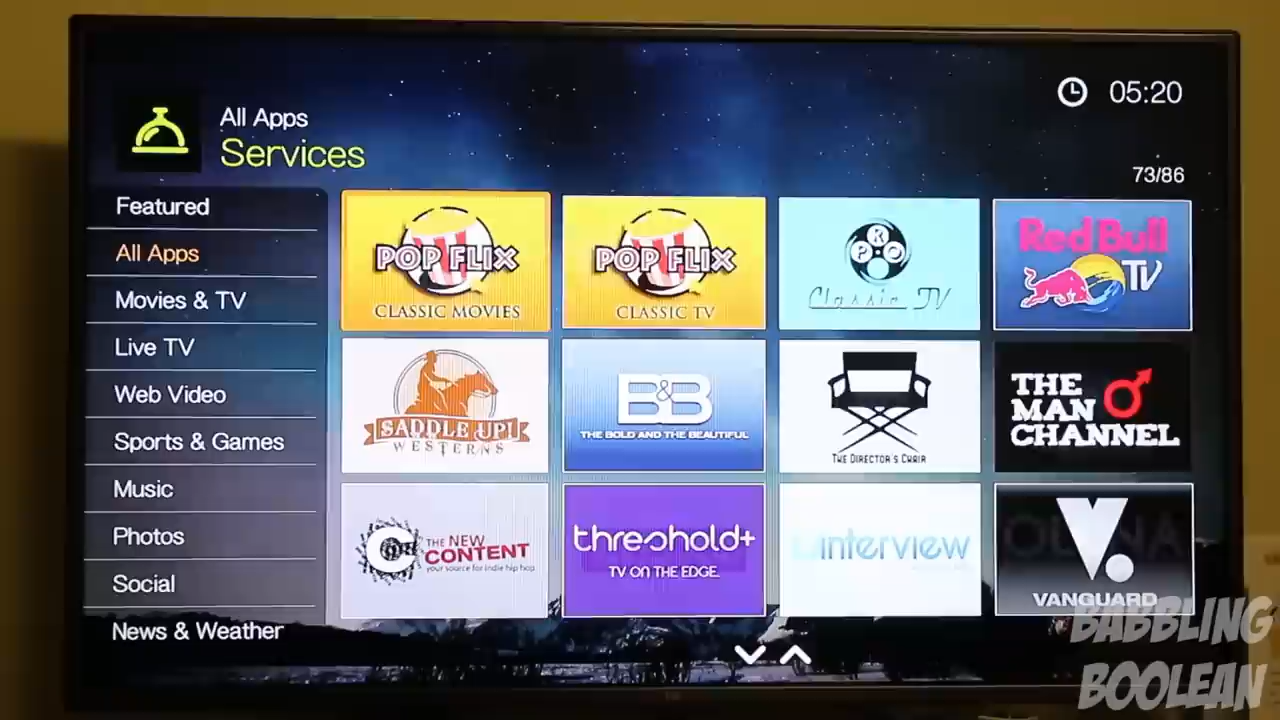 All Apps
05:20
Services
73/86
Featured
All Apps
Movies & TV
Live TV
Web Video
Sports & Games
Music
Photos
Social
News & Weather
POP FLIX
CLASSIC MOVIES
POP FLIX
CLASSIC TV
KPO
Classic TV
Red Bull
TV
SADDLE UP!
WESTERNS
B&B
THE BOLD AND THE BEAUTIFUL
THE DIRECTOR'S CHAIR
THE
MAN
CHANNEL
THE NEW
CONTENT
your source for indie hip hop
threshold+
TV ON THE EDGE.
interview
V.
VANGUARD
BABBLING
BOOLEAN